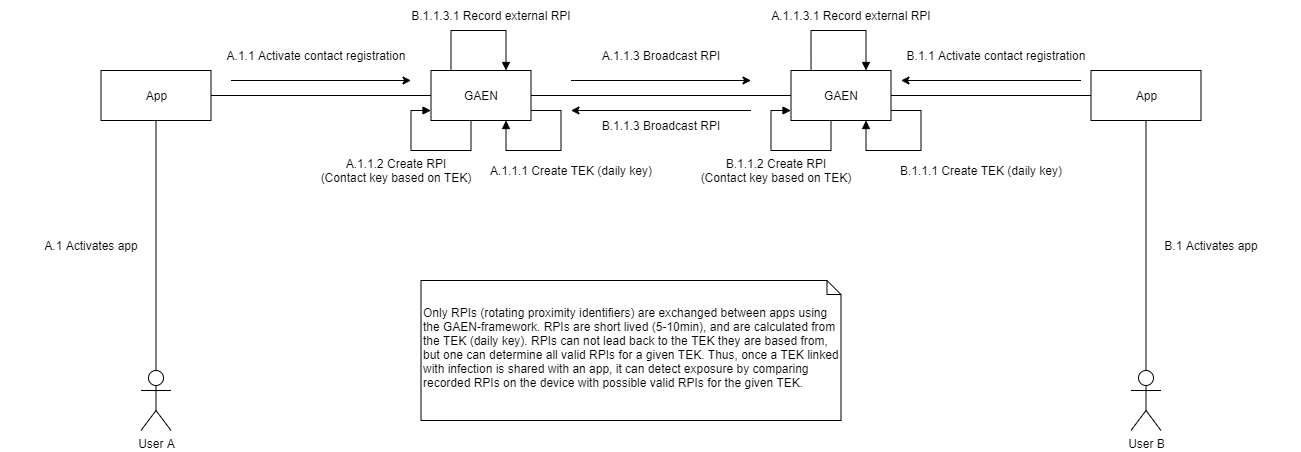 B.1.1.3.1 Record external RPI
A.1.1.3.1 Record external RPI
A.1.1 Activate contact registration
A.1.1.3 Broadcast RPI
B.1.1 Activate contact registration
App
GAEN
GAEN
App
B.1.1.3 Broadcast RPI
A.1.1.2 Create RPI
(Contact key based on TEK)
A.1.1.1 Create TEK (daily key)
B.1.1.2 Create RPI
(Contact key based on TEK)
B.1.1.1 Create TEK (daily key)
A.1 Activates app
B.1 Activates app
Only RPIs (rotating proximity identifiers) are exchanged between apps using
the GAEN-framework. RPIs are short lived (5-10min), and are calculated from
the TEK (daily key). RPIs can not lead back to the TEK they are based from,
but one can determine all valid RPIs for a given TEK. Thus, once a TEK linked
with infection is shared with an app, it can detect exposure by comparing
recorded RPIs on the device with possible valid RPIs for the given TEK.
User A
User B